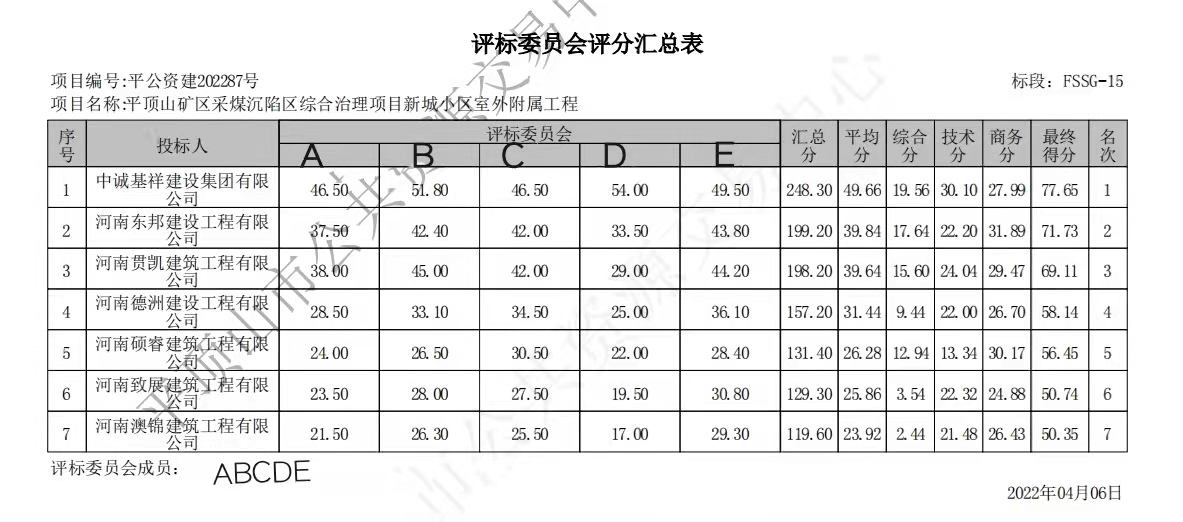 评标委员会评分汇总表
项目编号:平公资建202287号 标段: FSSG-15
项目名称:平顶山矿区采煤沉陷区综合治理项目新城小区室外附属工程
序号 投标人 评标委员会 汇总分 平均分 综合分 技术分 商务分 最终得分 名次
A B C D E
1 中诚基祥建设集团有限公司 46.50 51.80 46.50 54.00 49.50 248.30 49.66 19.56 30.10 27.99 77.65 1
2 河南东邦建设工程有限公司 37.50 42.40 42.00 33.50 43.80 199.20 39.84 17.64 22.20 31.89 71.73 2
3 河南贯凯建筑工程有限公司 38.00 45.00 42.00 29.00 44.20 198.20 39.64 15.60 24.04 29.47 69.11 3
4 河南德洲建设工程有限公司 28.50 33.10 34.50 25.00 36.10 157.20 31.44 9.44 22.00 26.70 58.14 4
5 河南硕睿建筑工程有限公司 24.00 26.50 30.50 22.00 28.40 131.40 26.28 12.94 13.34 30.17 56.45 5
6 河南致展建筑工程有限公司 23.50 28.00 27.50 19.50 30.80 129.30 25.86 3.54 22.32 24.88 50.74 6
7 河南澳锦建筑工程有限公司 21.50 26.30 25.50 17.00 29.30 119.60 23.92 2.44 21.48 26.43 50.35 7
评标委员会成员: ABCDE
2022年04月06日
平顶山市公共资源交易中
公共资源交易中心